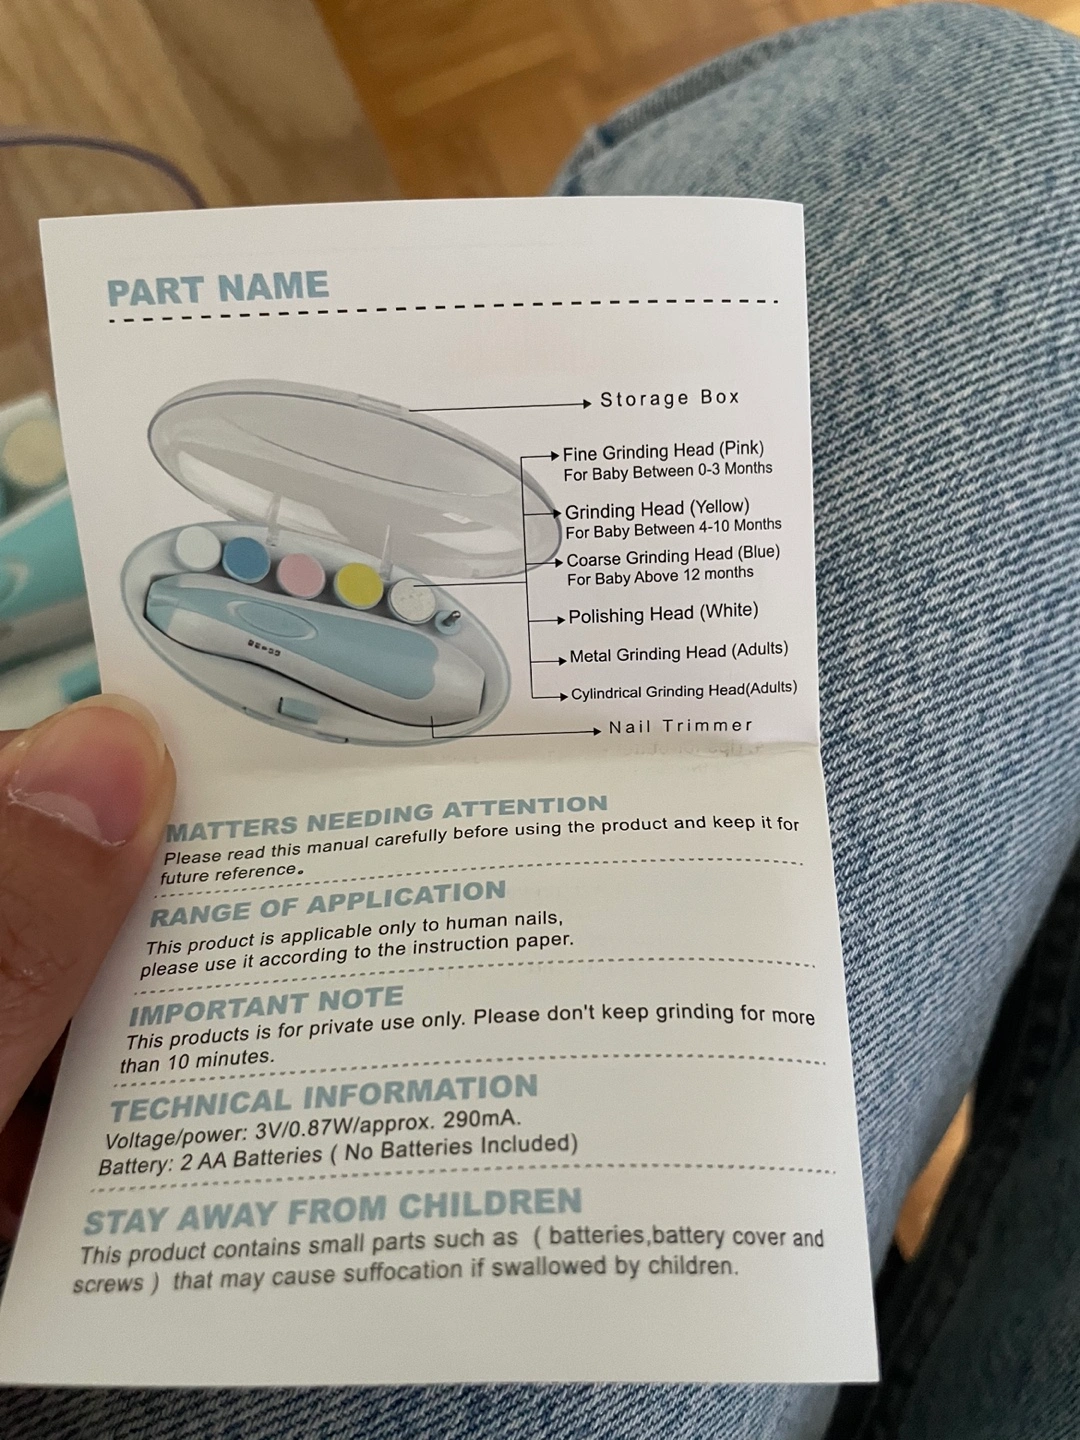 PART NAME
Storage Box
Fine Grinding Head (Pink)
For Baby Between 0-3 Months
Grinding Head (Yellow)
For Baby Between 4-10 Months
Coarse Grinding Head (Blue)
For Baby Above 12 months
Polishing Head (White)
Metal Grinding Head (Adults)
Cylindrical Grinding Head(Adults)
Nail Trimmer
MATTERS NEEDING ATTENTION
Please read this manual carefully before using the product and keep it for
future reference。
RANGE OF APPLICATION
This product is applicable only to human nails,
please use it according to the instruction paper.
IMPORTANT NOTE
This products is for private use only. Please don't keep grinding for more
than 10 minutes.
TECHNICAL INFORMATION
Voltage/power: 3V/0.87W/approx. 290mA.
Battery: 2 AA Batteries ( No Batteries Included)
STAY AWAY FROM CHILDREN
This product contains small parts such as ( batteries,battery cover and
screws ) that may cause suffocation if swallowed by children.